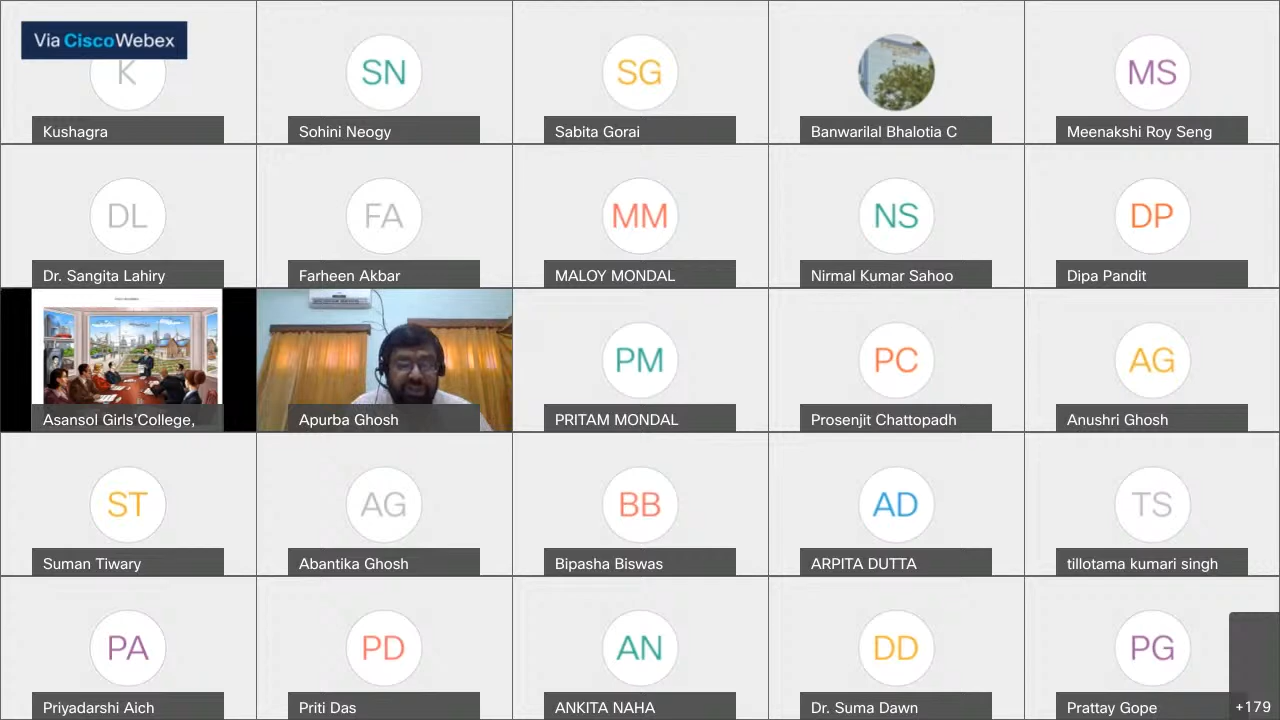 Via Cisco Webex
K
SN
SG
MS
Kushagra
Sohini Neogy
Sabita Gorai
Banwarilal Bhalotia C
Meenakshi Roy Seng
DL
FA
MM
NS
DP
Dr. Sangita Lahiry
Farheen Akbar
MALOY MONDAL
Nirmal Kumar Sahoo
Dipa Pandit
PM
PC
AG
Asansol Girls'College,
Apurba Ghosh
PRITAM MONDAL
Prosenjit Chattopadh
Anushri Ghosh
ST
AG
BB
AD
TS
Suman Tiwary
Abantika Ghosh
Bipasha Biswas
ARPITA DUTTA
tillotama kumari singh
PA
PD
AN
DD
PG
Priyadarshi Aich
Priti Das
ANKITA NAHA
Dr. Suma Dawn
Prattay Gope
+179